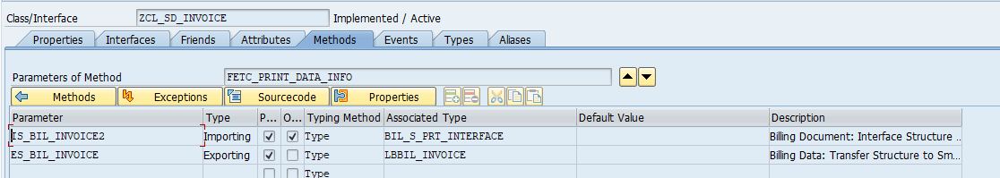 Class/Interface ZCL_SD_INVOICE Implemented / Active
Properties Interfaces Friends Attributes Methods Events Types Aliases
Parameters of Method FETC_PRINT_DATA_INFO
Methods Exceptions Sourcecode Properties
Parameter Type P... O... Typing Method Associated Type Default Value Description
IS_BIL_INVOICE2 Importing Type BIL_S_PRT_INTERFACE Billing Document: Interface Structure ...
ES_BIL_INVOICE Exporting Type LBBIL_INVOICE Billing Data: Transfer Structure to Sm...
Type